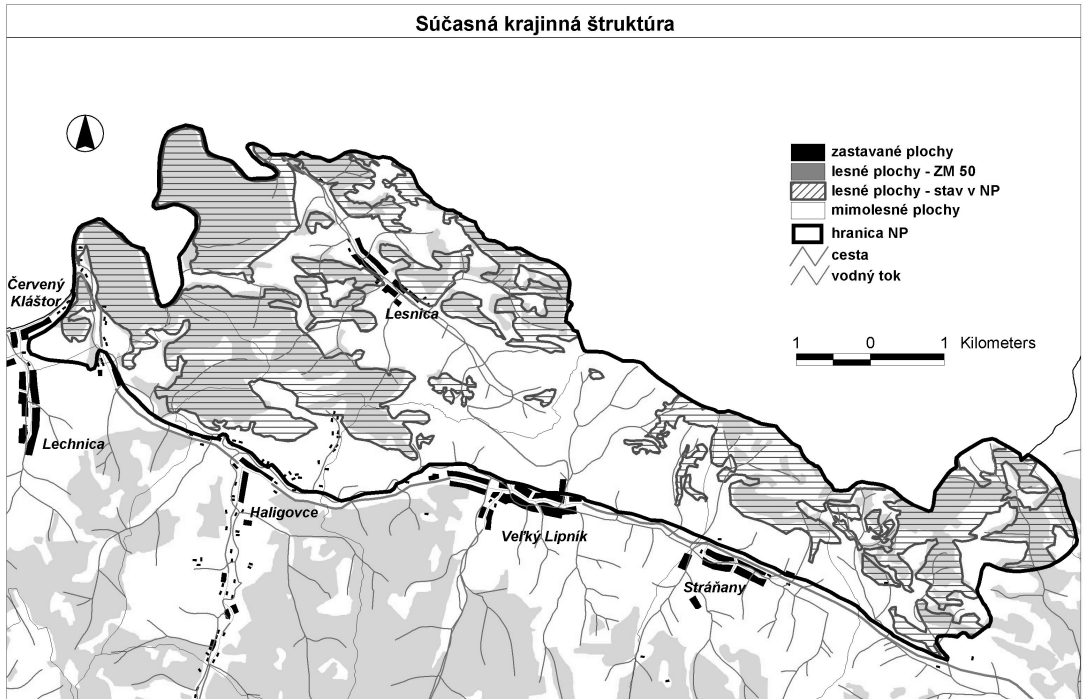 Súčasná krajinná štruktúra
zastavané plochy
lesné plochy - ZM 50
lesné plochy - stav v NP
mimolesné plochy
hranica NP
cesta
vodný tok
1 0 1 Kilometers
Červený
Kláštor
Lesnica
Lechnica
Haligovce
Veľký Lipník
Stráňany